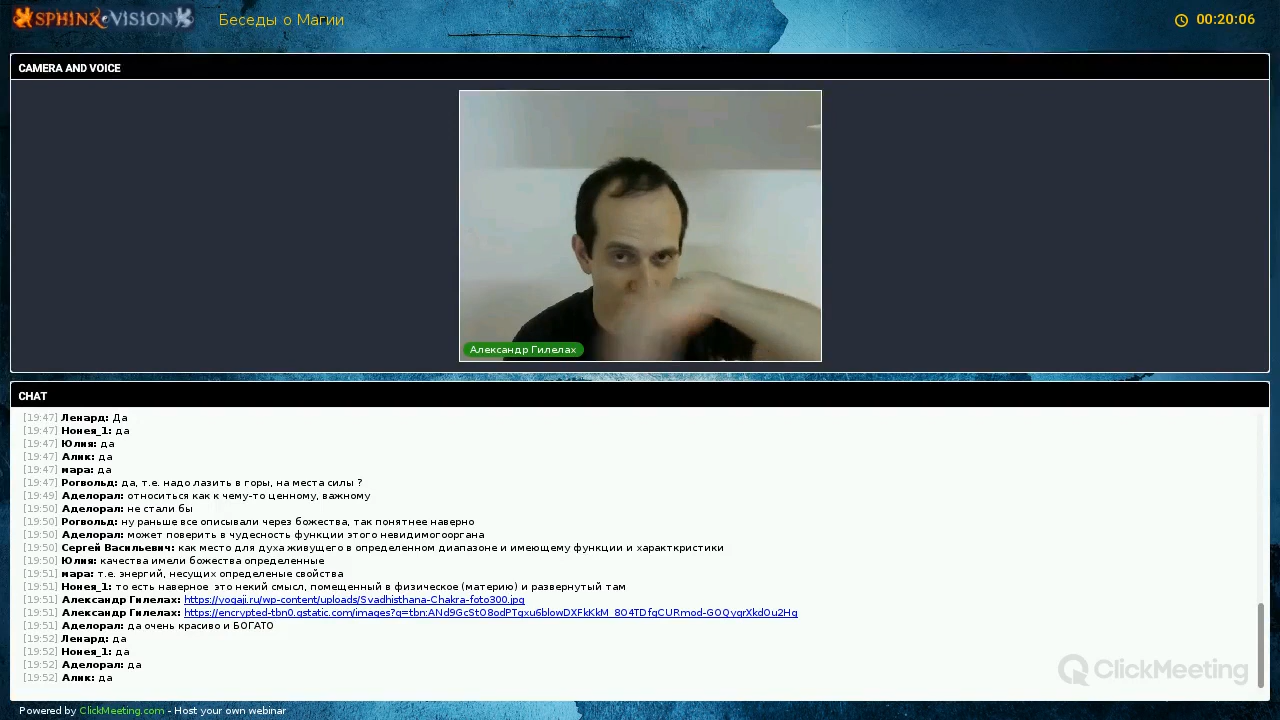 SPHINX VISION Беседы о Магии 00:20:06
CAMERA AND VOICE
Александр Гилелах
CHAT
[19:47] Ленард: Да
[19:47] Нонея_1: да
[19:47] Юлия: да
[19:47] Алик: да
[19:47] мара: да
[19:47] Рогвольд: да, т.е. надо лазить в горы, на места силы ?
[19:49] Аделорал: относиться как к чему-то ценному, важному
[19:50] Аделорал: не стали бы
[19:50] Рогвольд: ну раньше все описывали через божества, так понятнее наверно
[19:50] Аделорал: может поверить в чудесность функции этого невидимогооргана
[19:50] Сергей Васильевич: как место для духа живущего в определенном диапазоне и имеющему функции и характкристики
[19:50] Юлия: качества имели божества определенные
[19:51] мара: т.е. энергий, несущих определеные свойства
[19:51] Нонея_1: то есть наверное это некий смысл, помещенный в физическое (материю) и развернутый там
[19:51] Александр Гилелах: https://yogaji.ru/wp-content/uploads/Svadhisthana-Chakra-foto300.jpg
[19:51] Александр Гилелах:
[19:51] Аделорал: да очень красиво и БОГАТО
[19:52] Ленард: да
[19:52] Нонея_1: да
[19:52] Аделорал: да
[19:52] Алик: да
ClickMeeting
Powered by ClickMeeting.com - Host your own webinar